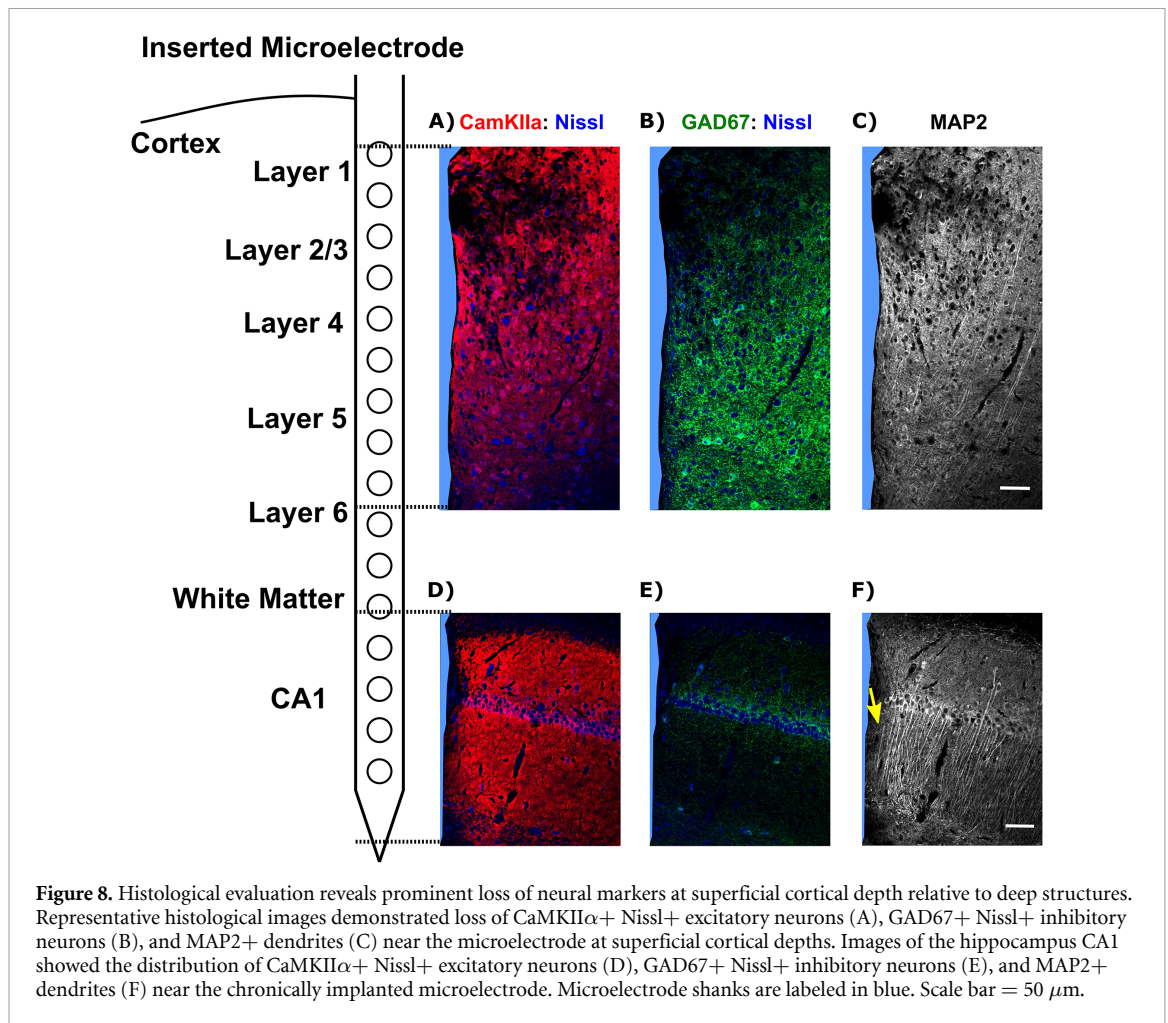 Inserted Microelectrode
Cortex
Layer 1
Layer 2/3
Layer 4
Layer 5
Layer 6
White Matter
CA1
A) CamKIIa: Nissl
B) GAD67: Nissl
C) MAP2
D)
E)
F)
Figure 8. Histological evaluation reveals prominent loss of neural markers at superficial cortical depth relative to deep structures.
Representative histological images demonstrated loss of CaMKIIα+ Nissl+ excitatory neurons (A), GAD67+ Nissl+ inhibitory
neurons (B), and MAP2+ dendrites (C) near the microelectrode at superficial cortical depths. Images of the hippocampus CA1
showed the distribution of CaMKIIα+ Nissl+ excitatory neurons (D), GAD67+ Nissl+ inhibitory neurons (E), and MAP2+
dendrites (F) near the chronically implanted microelectrode. Microelectrode shanks are labeled in blue. Scale bar = 50 μm.